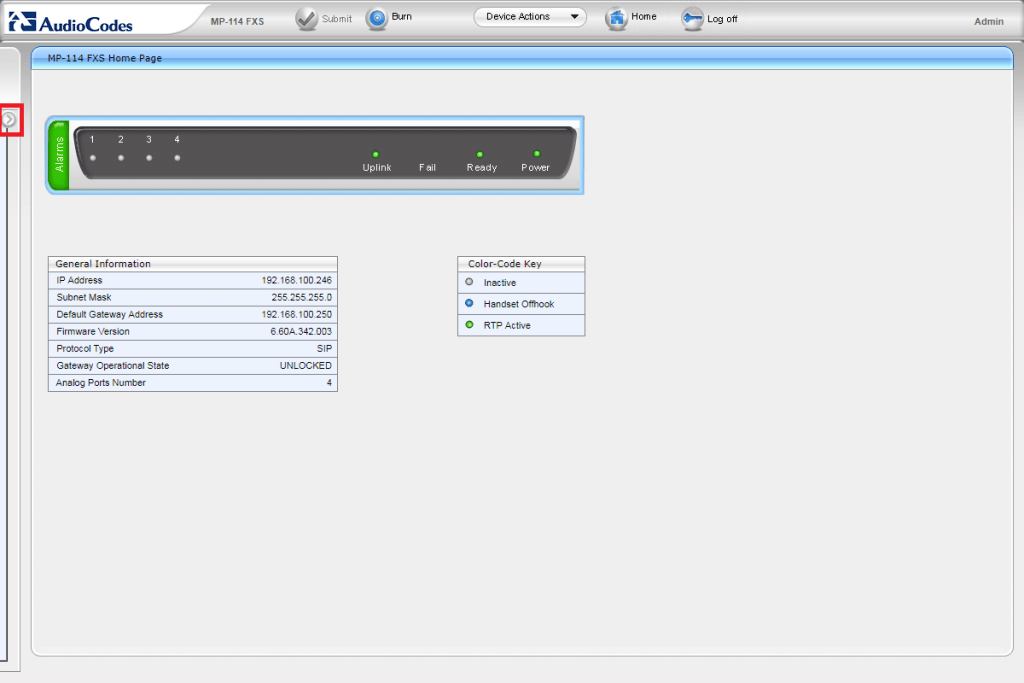 AudioCodes MP-114 FXS Submit Burn Device Actions Home Log off Admin
MP-114 FXS Home Page
Alarms
1 2 3 4
Uplink Fail Ready Power
General Information
IP Address 192.168.100.246
Subnet Mask 255.255.255.0
Default Gateway Address 192.168.100.250
Firmware Version 6.60A.342.003
Protocol Type SIP
Gateway Operational State UNLOCKED
Analog Ports Number 4
Color-Code Key
Inactive
Handset Offhook
RTP Active